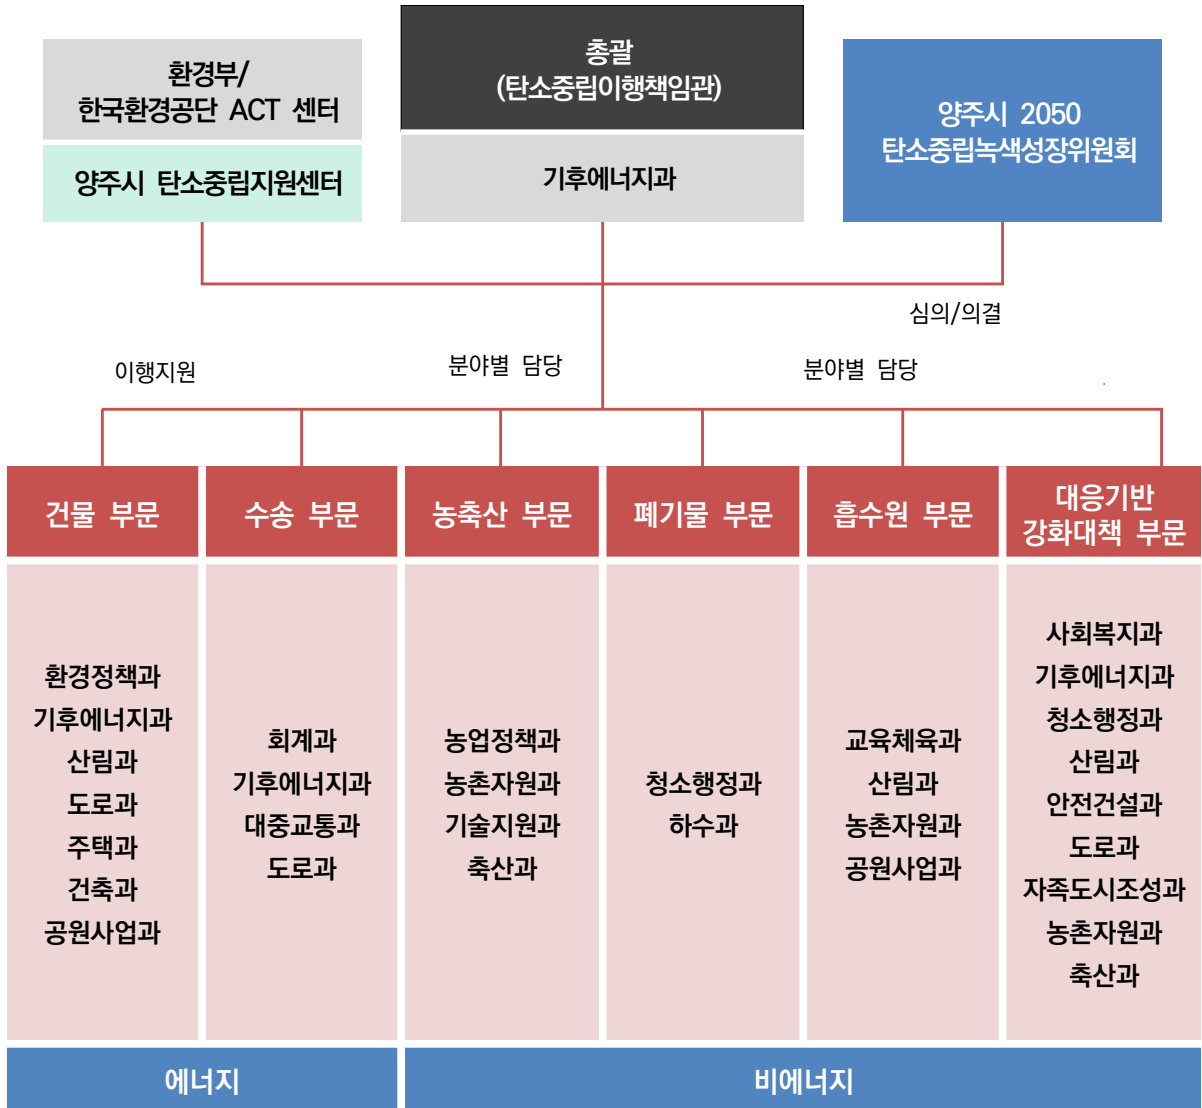 환경부/
한국환경공단 ACT 센터
양주시 탄소중립지원센터
총괄
(탄소중립이행책임관)
기후에너지과
양주시 2050
탄소중립녹색성장위원회
심의/의결
이행지원
분야별 담당
분야별 담당
건물 부문
환경정책과
기후에너지과
산림과
도로과
주택과
건축과
공원사업과
수송 부문
회계과
기후에너지과
대중교통과
도로과
농축산 부문
농업정책과
농촌자원과
기술지원과
축산과
폐기물 부문
청소행정과
하수과
흡수원 부문
교육체육과
산림과
농촌자원과
공원사업과
대응기반
강화대책 부문
사회복지과
기후에너지과
청소행정과
산림과
안전건설과
도로과
자족도시조성과
농촌자원과
축산과
에너지
비에너지